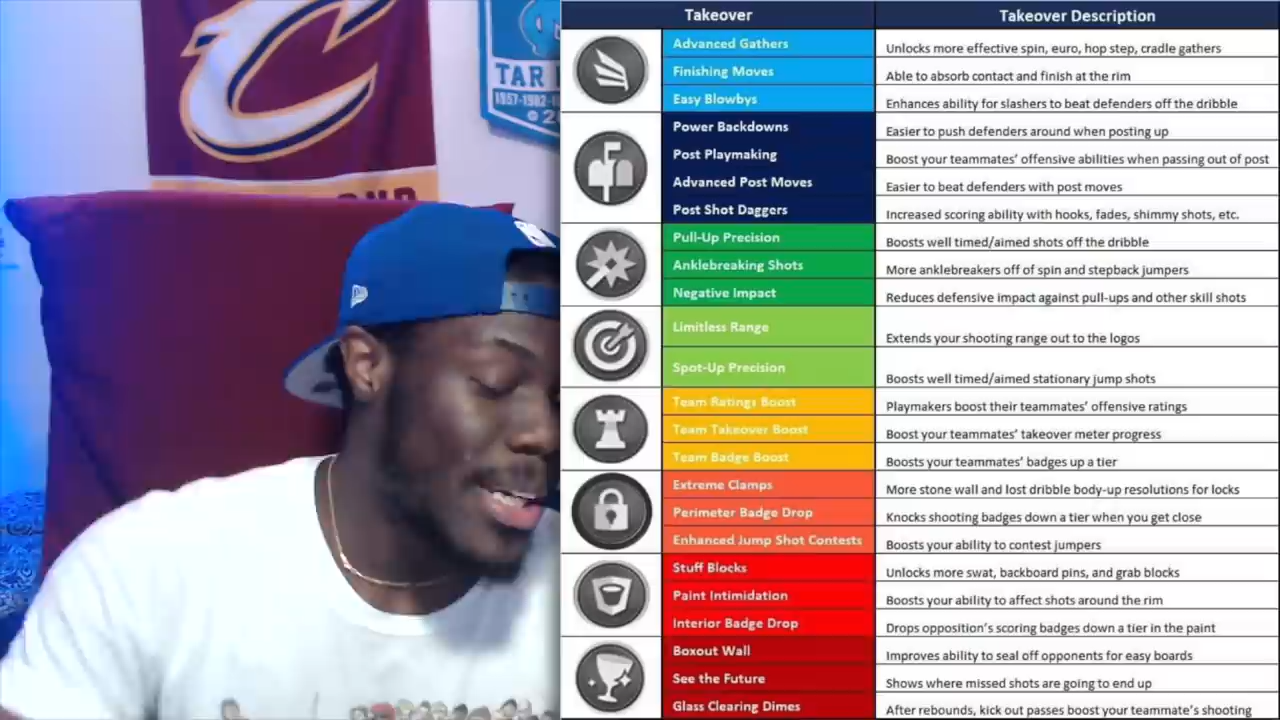 TAR
1957-1982-
20
Takeover
Takeover Description
Advanced Gathers
Unlocks more effective spin, euro, hop step, cradle gathers
Finishing Moves
Able to absorb contact and finish at the rim
Easy Blowbys
Enhances ability for slashers to beat defenders off the dribble
Power Backdowns
Easier to push defenders around when posting up
Post Playmaking
Boost your teammates' offensive abilities when passing out of post
Advanced Post Moves
Easier to beat defenders with post moves
Post Shot Daggers
Increased scoring ability with hooks, fades, shimmy shots, etc.
Pull-Up Precision
Boosts well timed/aimed shots off the dribble
Anklebreaking Shots
More anklebreakers off of spin and stepback jumpers
Negative Impact
Reduces defensive impact against pull-ups and other skill shots
Limitless Range
Extends your shooting range out to the logos
Spot-Up Precision
Boosts well timed/aimed stationary jump shots
Team Ratings Boost
Playmakers boost their teammates' offensive ratings
Team Takeover Boost
Boost your teammates' takeover meter progress
Team Badge Boost
Boosts your teammates' badges up a tier
Extreme Clamps
More stone wall and lost dribble body-up resolutions for locks
Perimeter Badge Drop
Knocks shooting badges down a tier when you get close
Enhanced Jump Shot Contests
Boosts your ability to contest jumpers
Stuff Blocks
Unlocks more swat, backboard pins, and grab blocks
Paint Intimidation
Boosts your ability to affect shots around the rim
Interior Badge Drop
Drops opposition's scoring badges down a tier in the paint
Boxout Wall
Improves ability to seal off opponents for easy boards
See the Future
Shows where missed shots are going to end up
Glass Clearing Dimes
After rebounds, kick out passes boost your teammate's shooting